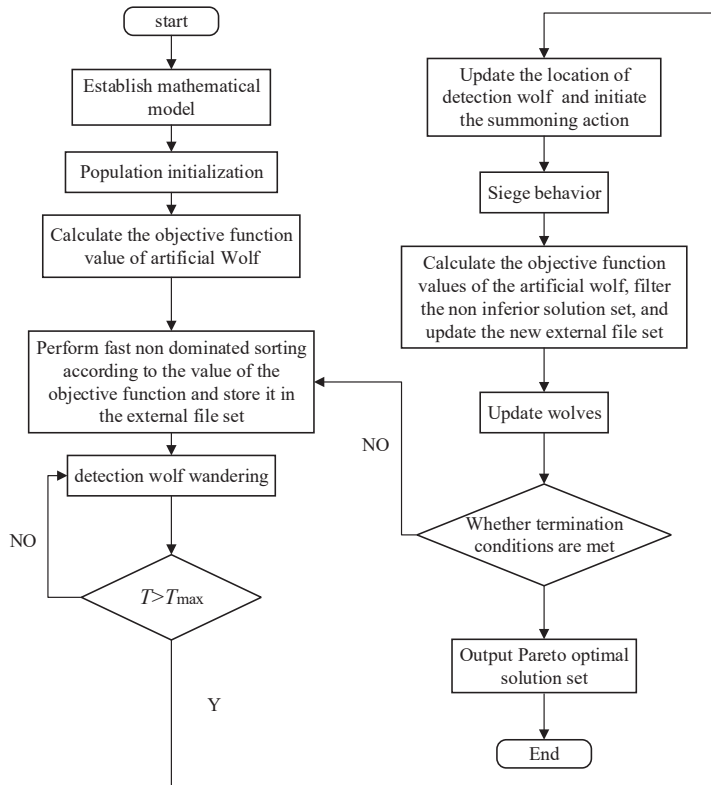 start
Establish mathematical
model
Population initialization
Calculate the objective function
value of artificial Wolf
Perform fast non dominated sorting
according to the value of the
objective function and store it in
the external file set
detection wolf wandering
NO
T>Tmax
Y
Update the location of
detection wolf and initiate
the summoning action
Siege behavior
Calculate the objective function
values of the artificial wolf, filter
the non inferior solution set, and
update the new external file set
Update wolves
NO
Whether termination
conditions are met
Output Pareto optimal
solution set
End